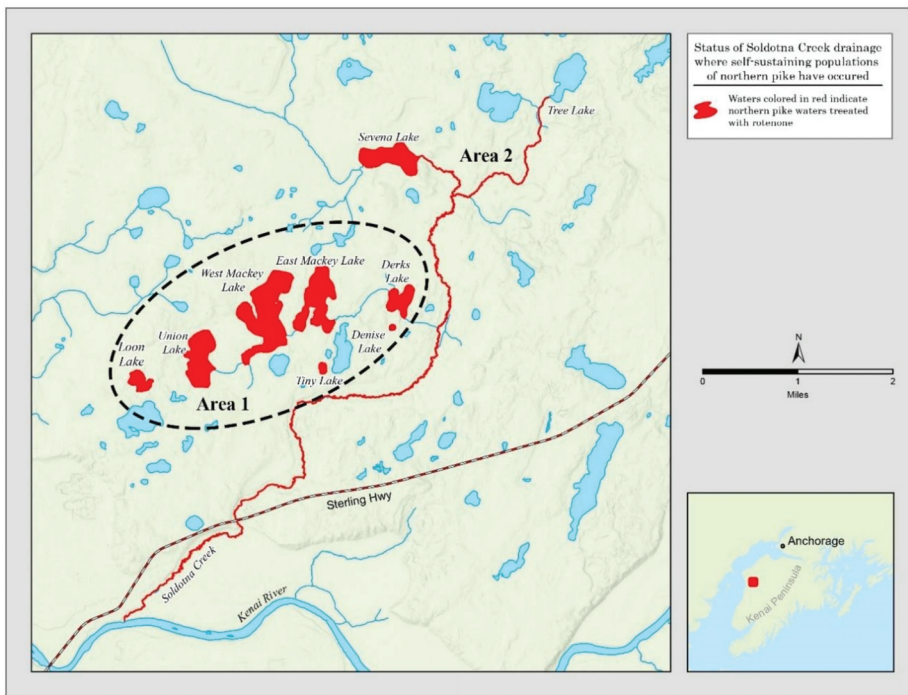 Status of Soldotna Creek drainage
where self-sustaining populations
of northern pike have occured
Waters colored in red indicate
northern pike waters treeated
with rotenone
Tree Lake
Sevena Lake
Area 2
East Mackey Lake
West Mackey
Lake
Derks
Lake
Union
Lake
Denise
Lake
Loon
Lake
Tiny Lake
Area 1
N
0
1
2
Miles
Sterling Hwy
Soldotna Creek
Kenai River
Anchorage
Kenai Peninsula